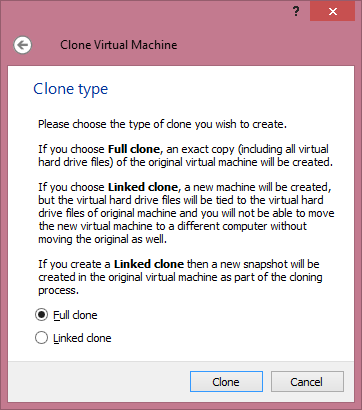 ?
Clone Virtual Machine
Clone type
Please choose the type of clone you wish to create.
If you choose Full clone, an exact copy (including all virtual
hard drive files) of the original virtual machine will be created.
If you choose Linked clone, a new machine will be created,
but the virtual hard drive files will be tied to the virtual
hard drive files of original machine and you will not be able to move
the new virtual machine to a different computer without
moving the original as well.
If you create a Linked clone then a new snapshot will be
created in the original virtual machine as part of the cloning
process.
Full clone
Linked clone
Clone
Cancel